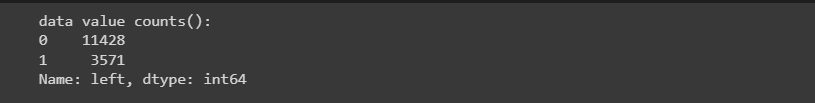 data value counts():
0    11428
1     3571
Name: left, dtype: int64